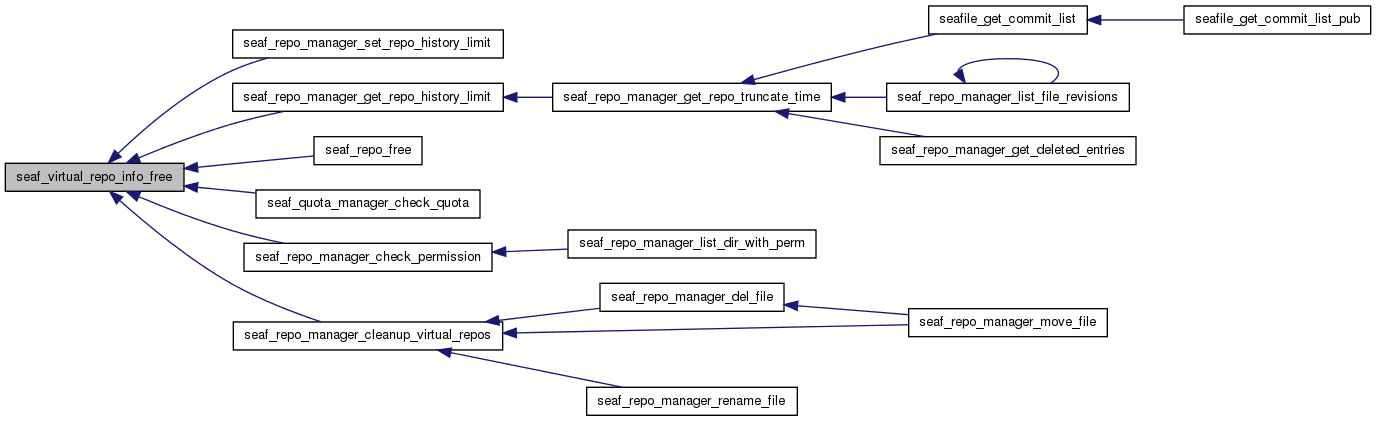 seafile_get_commit_list
seafile_get_commit_list_pub
seaf_repo_manager_set_repo_history_limit
seaf_repo_manager_get_repo_history_limit
seaf_repo_manager_get_repo_truncate_time
seaf_repo_manager_list_file_revisions
seaf_repo_free
seaf_repo_manager_get_deleted_entries
seaf_virtual_repo_info_free
seaf_quota_manager_check_quota
seaf_repo_manager_check_permission
seaf_repo_manager_list_dir_with_perm
seaf_repo_manager_del_file
seaf_repo_manager_move_file
seaf_repo_manager_cleanup_virtual_repos
seaf_repo_manager_rename_file